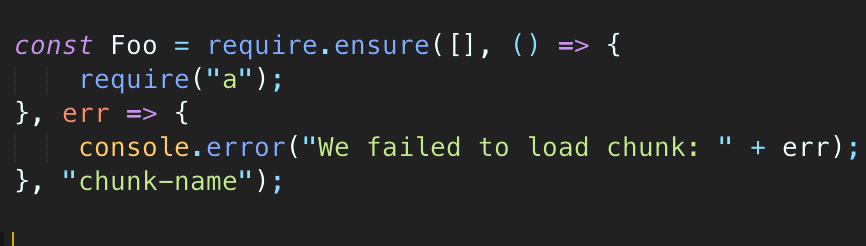 const Foo = require.ensure([], () => {
    require("a");
}, err => {
    console.error("We failed to load chunk: " + err);
}, "chunk-name");